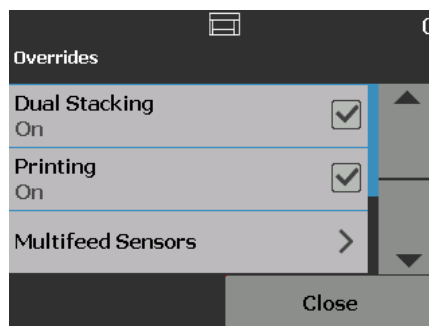 Overrides
Dual Stacking
On
Printing
On
Multifeed Sensors
Close